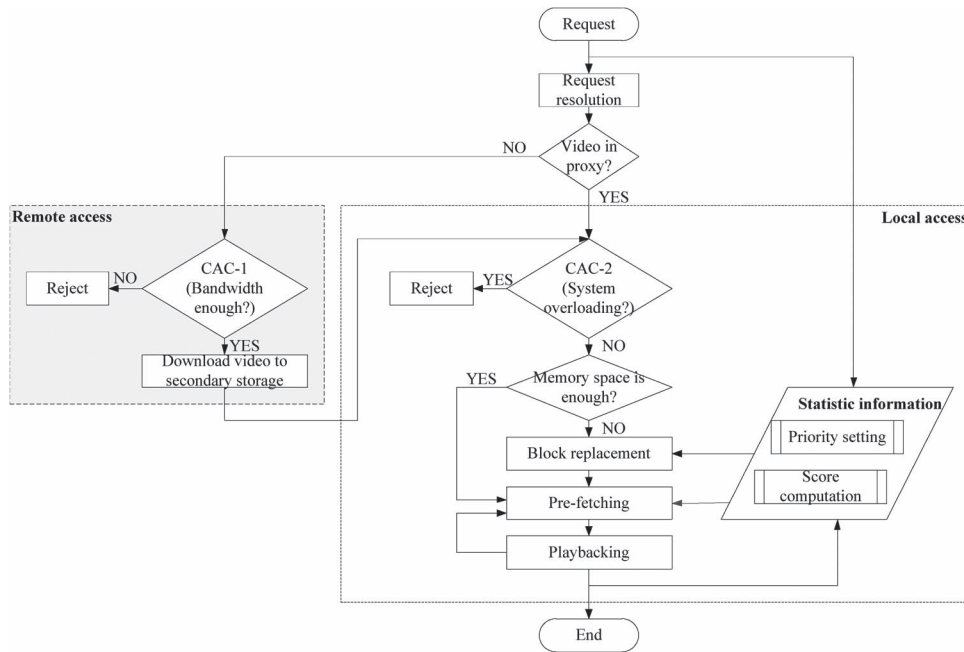 Request
Request
resolution
Video in
proxy?
NO
YES
Remote access
Local access
CAC-1
(Bandwidth
enough?)
NO
Reject
YES
Download video to
secondary storage
CAC-2
(System
overloading?)
YES
Reject
NO
Memory space is
enough?
YES
NO
Statistic information
Priority setting
Score
computation
Block replacement
Pre-fetching
Playbacking
End